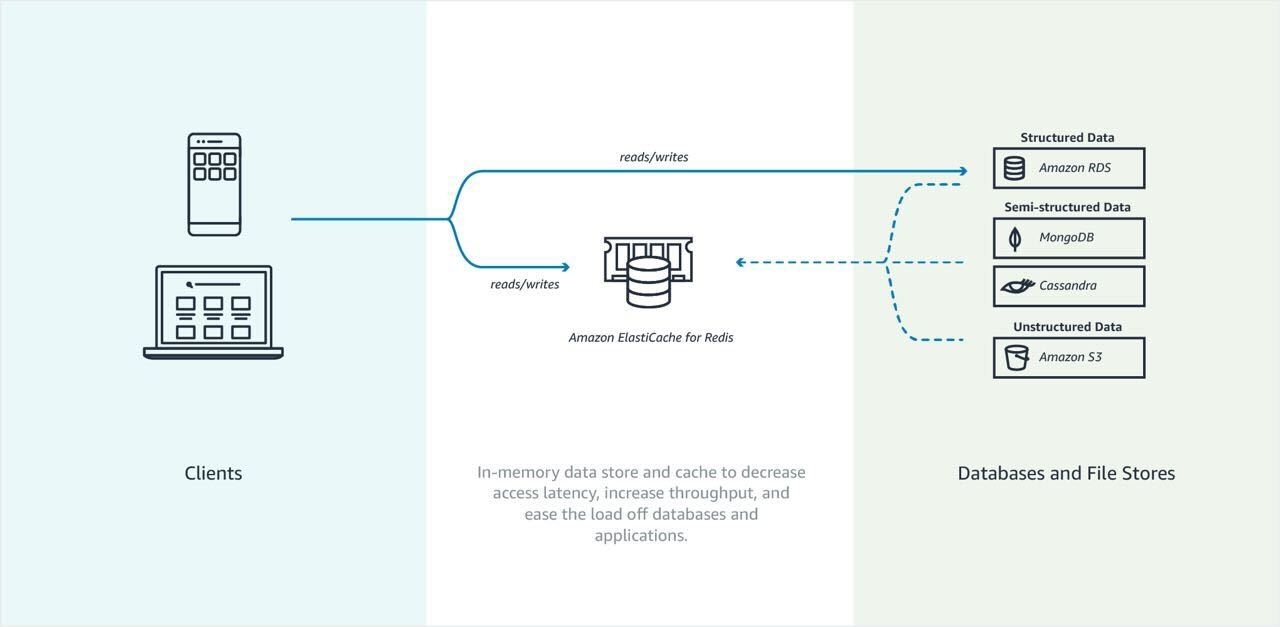 reads/writes
reads/writes
Amazon ElastiCache for Redis
Structured Data
Amazon RDS
Semi-structured Data
MongoDB
Cassandra
Unstructured Data
Amazon S3
Clients
In-memory data store and cache to decrease
access latency, increase throughput, and
ease the load off databases and
applications.
Databases and File Stores